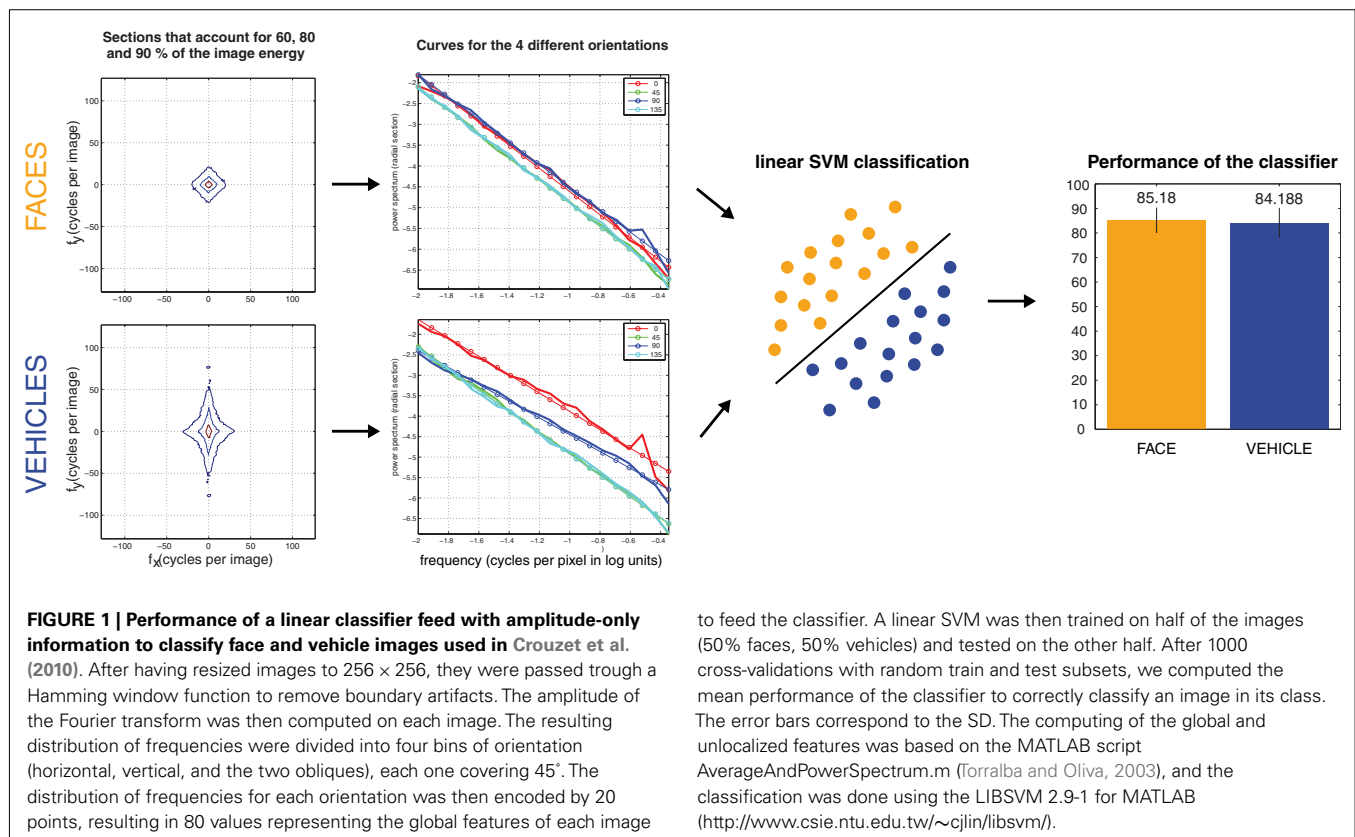 Sections that account for 60, 80
and 90 % of the image energy
Curves for the 4 different orientations
FACES
f_y(cycles per image)
100
50
0
−50
−100
−100
−50
0
50
100
power spectrum (radial section)
−2
−2.5
−3
−3.5
−4
−4.5
−5
−5.5
−6
−6.5
−2
−1.8
−1.6
−1.4
−1.2
−1
−0.8
−0.6
−0.4
0
45
90
135
VEHICLES
f_y(cycles per image)
100
50
0
−50
−100
−100
−50
0
50
100
f_x(cycles per image)
power spectrum (radial section)
−2
−2.5
−3
−3.5
−4
−4.5
−5
−5.5
−6
−6.5
−2
−1.8
−1.6
−1.4
−1.2
−1
−0.8
−0.6
−0.4
0
45
90
135
frequency (cycles per pixel in log units)
linear SVM classification
Performance of the classifier
100
90
80
70
60
50
40
30
20
10
0
85.18
84.188
FACE
VEHICLE
FIGURE 1 | Performance of a linear classifier feed with amplitude-only
information to classify face and vehicle images used in Crouzet et al.
(2010). After having resized images to 256 × 256, they were passed trough a
Hamming window function to remove boundary artifacts. The amplitude of
the Fourier transform was then computed on each image. The resulting
distribution of frequencies were divided into four bins of orientation
(horizontal, vertical, and the two obliques), each one covering 45°. The
distribution of frequencies for each orientation was then encoded by 20
points, resulting in 80 values representing the global features of each image
to feed the classifier. A linear SVM was then trained on half of the images
(50% faces, 50% vehicles) and tested on the other half. After 1000
cross-validations with random train and test subsets, we computed the
mean performance of the classifier to correctly classify an image in its class.
The error bars correspond to the SD. The computing of the global and
unlocalized features was based on the MATLAB script
AverageAndPowerSpectrum.m (Torralba and Oliva, 2003), and the
classification was done using the LIBSVM 2.9-1 for MATLAB
(http://www.csie.ntu.edu.tw/∼cjlin/libsvm/).